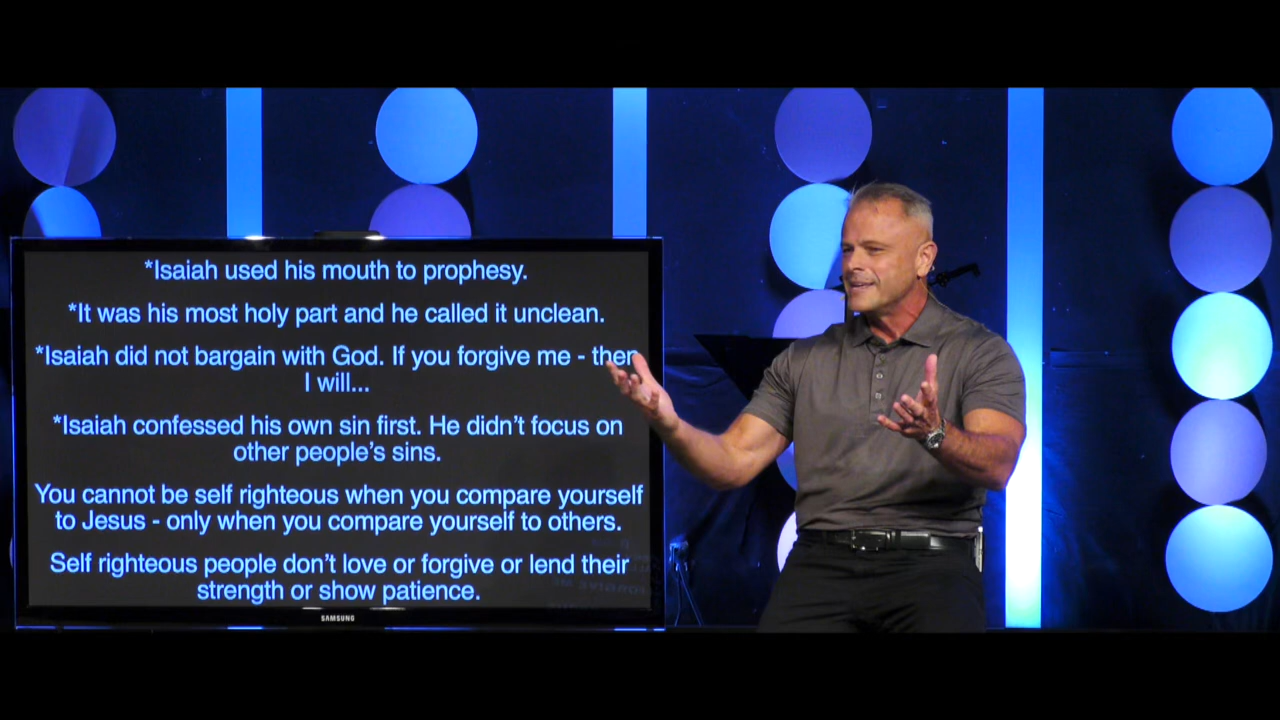 *Isaiah used his mouth to prophesy.
*It was his most holy part and he called it unclean.
*Isaiah did not bargain with God. If you forgive me - then
I will...
*Isaiah confessed his own sin first. He didn't focus on
other people's sins.
You cannot be self righteous when you compare yourself
to Jesus - only when you compare yourself to others.
Self righteous people don't love or forgive or lend their
strength or show patience.
SAMSUNG